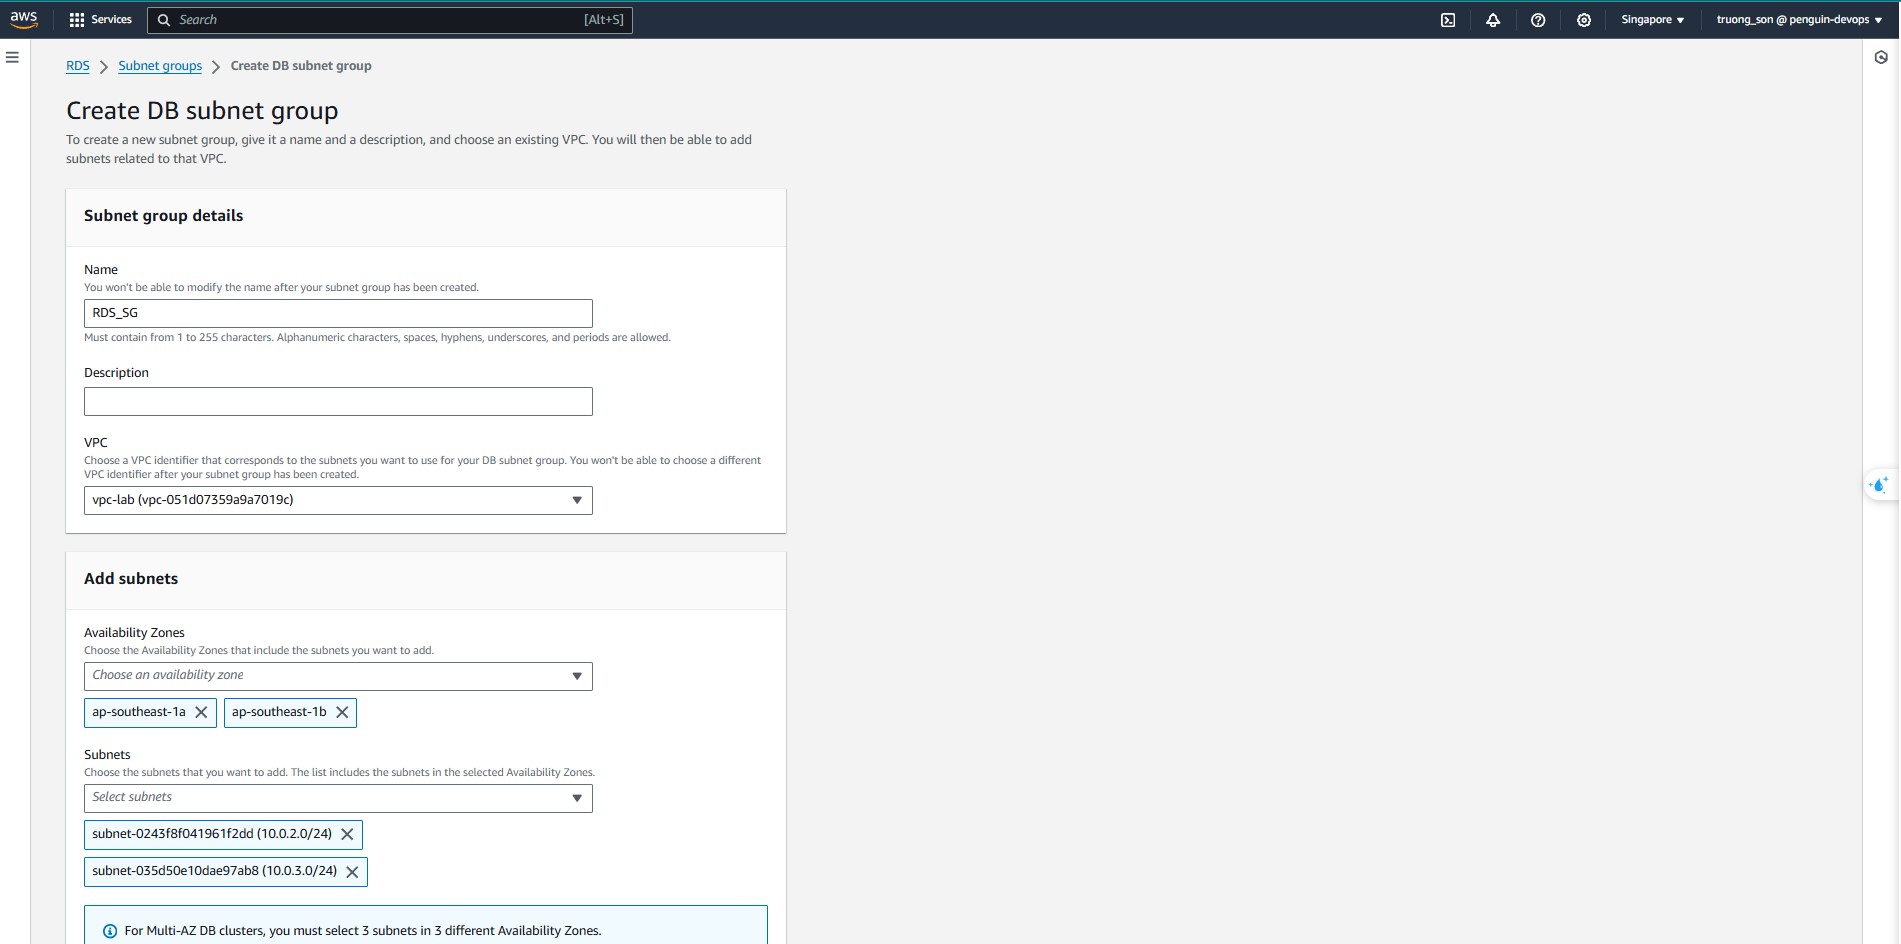 aws
Services
Search
[Alt+S]
Singapore
truong_son @ penguin-devops
RDS
Subnet groups
Create DB subnet group
Create DB subnet group
To create a new subnet group, give it a name and a description, and choose an existing VPC. You will then be able to add
subnets related to that VPC.
Subnet group details
Name
You won't be able to modify the name after your subnet group has been created.
RDS_SG
Must contain from 1 to 255 characters. Alphanumeric characters, spaces, hyphens, underscores, and periods are allowed.
Description
VPC
Choose a VPC identifier that corresponds to the subnets you want to use for your DB subnet group. You won't be able to choose a different
VPC identifier after your subnet group has been created.
vpc-lab (vpc-051d07359a9a7019c)
Add subnets
Availability Zones
Choose the Availability Zones that include the subnets you want to add.
Choose an availability zone
ap-southeast-1a
ap-southeast-1b
Subnets
Choose the subnets that you want to add. The list includes the subnets in the selected Availability Zones.
Select subnets
subnet-0243f8f041961f2dd (10.0.2.0/24)
subnet-035d50e10dae97ab8 (10.0.3.0/24)
For Multi-AZ DB clusters, you must select 3 subnets in 3 different Availability Zones.